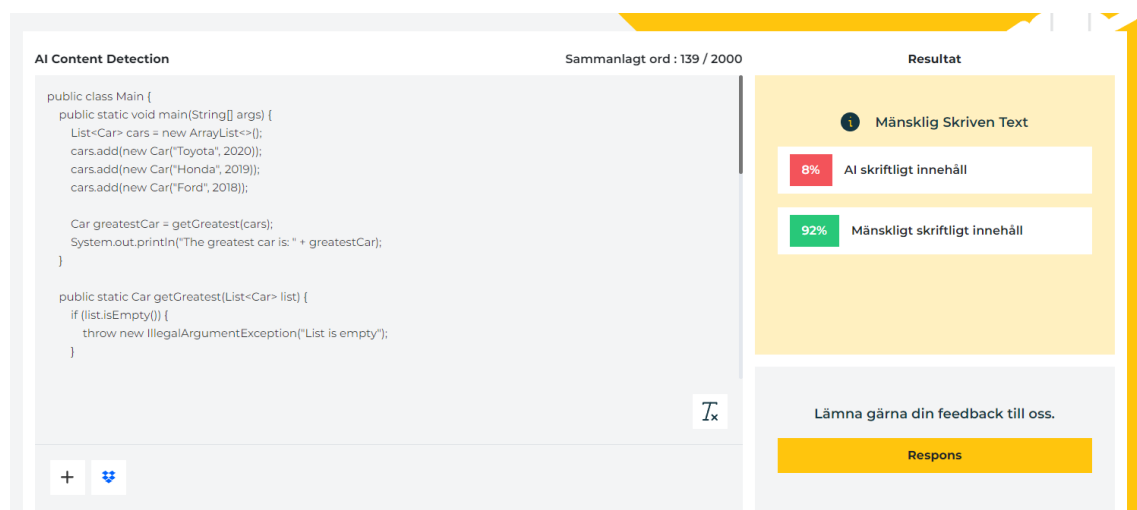 AI Content Detection
Sammanlagt ord : 139 / 2000
public class Main {
public static void main(String[] args) {
List<Car> cars = new ArrayList<>();
cars.add(new Car("Toyota", 2020));
cars.add(new Car("Honda", 2019));
cars.add(new Car("Ford", 2018));
Car greatestCar = getGreatest(cars);
System.out.println("The greatest car is: " + greatestCar);
}
public static Car getGreatest(List<Car> list) {
if (list.isEmpty()) {
throw new IllegalArgumentException("List is empty");
}
Resultat
Mänsklig Skriven Text
8% AI skriftligt innehåll
92% Mänskligt skriftligt innehåll
Lämna gärna din feedback till oss.
Respons